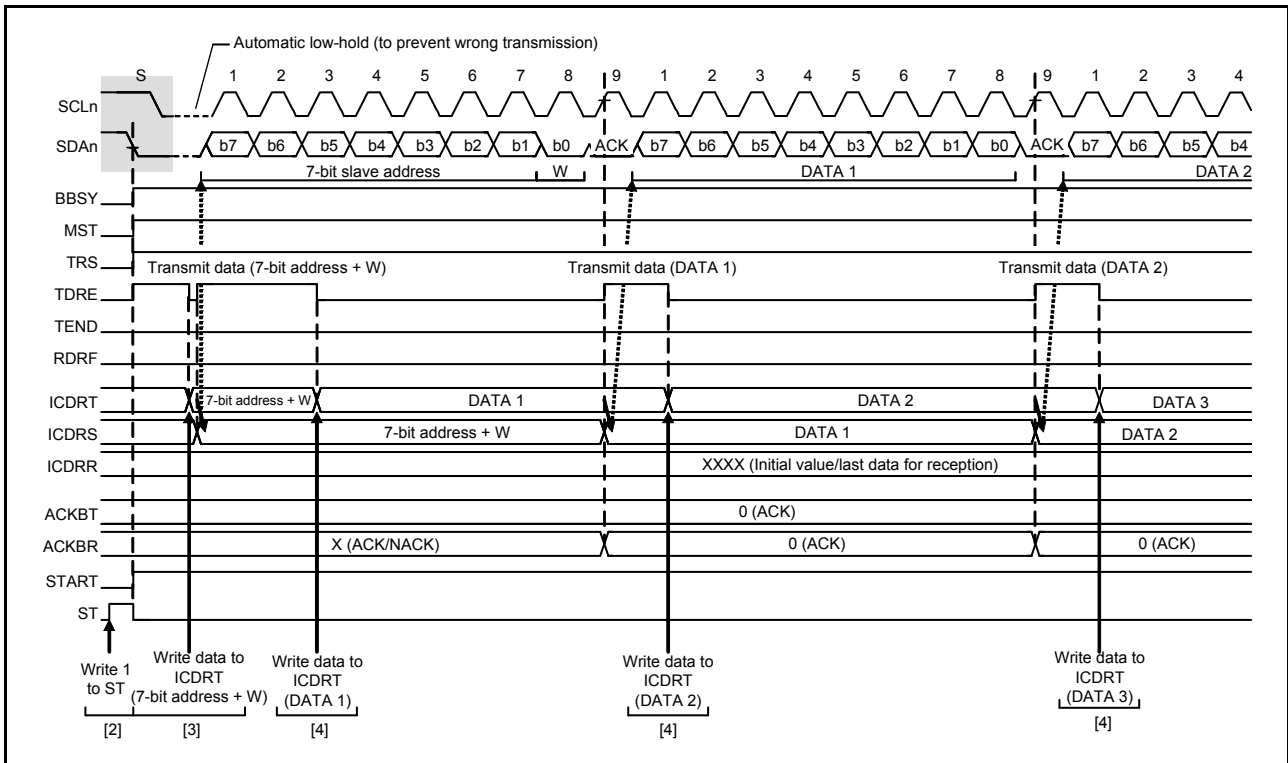 Automatic low-hold (to prevent wrong transmission)
S 1 2 3 4 5 6 7 8 9 1 2 3 4 5 6 7 8 9 1 2 3 4
SCLn
SDAn b7 b6 b5 b4 b3 b2 b1 b0 ACK b7 b6 b5 b4 b3 b2 b1 b0 ACK b7 b6 b5 b4
7-bit slave address W DATA 1 DATA 2
BBSY
MST
TRS
Transmit data (7-bit address + W) Transmit data (DATA 1) Transmit data (DATA 2)
TDRE
TEND
RDRF
ICDRT 7-bit address + W DATA 1 DATA 2 DATA 3
ICDRS 7-bit address + W DATA 1 DATA 2
ICDRR XXXX (Initial value/last data for reception)
ACKBT 0 (ACK)
ACKBR X (ACK/NACK) 0 (ACK) 0 (ACK)
START
ST
Write 1
to ST
[2]
Write data to
ICDRT
(7-bit address + W)
[3]
Write data to
ICDRT
(DATA 1)
[4]
Write data to
ICDRT
(DATA 2)
[4]
Write data to
ICDRT
(DATA 3)
[4]